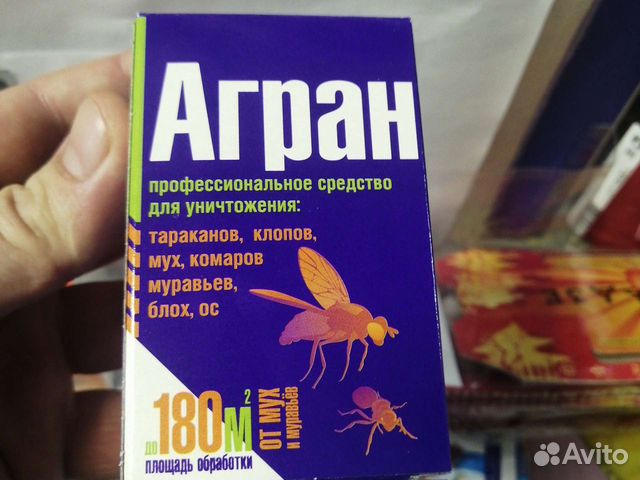 Агран
профессиональное средство
для уничтожения:
тараканов, клопов,
мух, комаров
муравьев,
блох, ос
до 180м²
площадь обработки
от мух
и муравьев
Avito